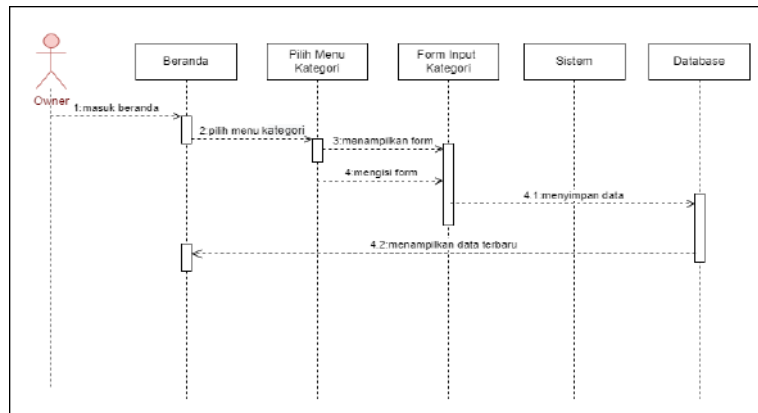 Beranda
Pilih Menu
Kategori
Form Input
Kategori
Sistem
Database
Owner
1:masuk beranda
2:pilih menu kategori
3:menampilkan form
4:mengisi form
4.1:menyimpan data
4.2:menampilkan data terbaru